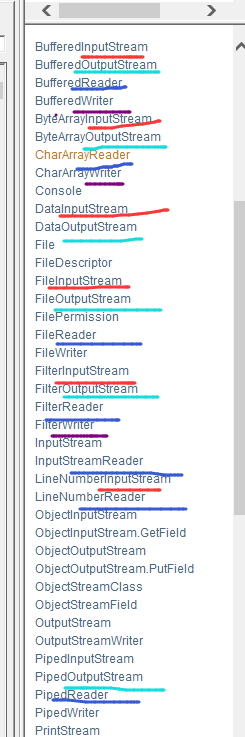 BufferedInputStream
BufferedOutputStream
BufferedReader
BufferedWriter
ByteArrayInputStream
ByteArrayOutputStream
CharArrayReader
CharArrayWriter
Console
DataInputStream
DataOutputStream
File
FileDescriptor
FileInputStream
FileOutputStream
FilePermission
FileReader
FileWriter
FilterInputStream
FilterOutputStream
FilterReader
FilterWriter
InputStream
InputStreamReader
LineNumberInputStream
LineNumberReader
ObjectInputStream
ObjectInputStream.GetField
ObjectOutputStream
ObjectOutputStream.PutField
ObjectStreamClass
ObjectStreamField
OutputStream
OutputStreamWriter
PipedInputStream
PipedOutputStream
PipedReader
PipedWriter
PrintStream